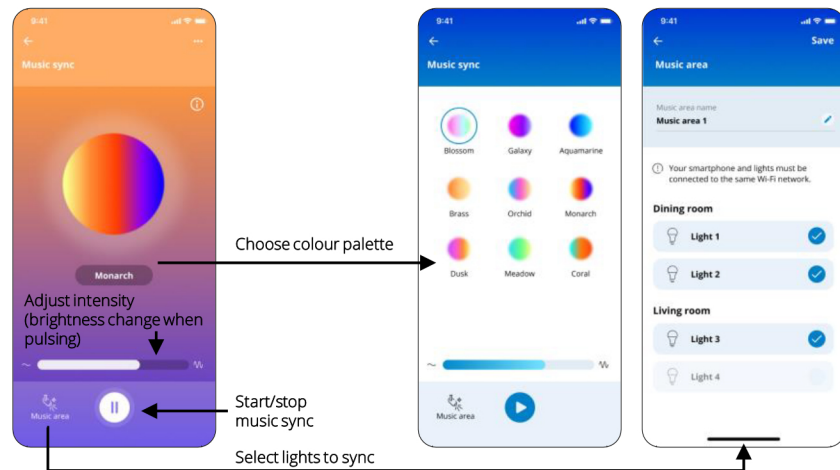 9:41
Music sync
Monarch
Adjust intensity
(brightness change when
pulsing)
Music area
Choose colour palette
Start/stop
music sync
Select lights to sync
9:41
Music sync
Blossom Galaxy Aquamarine
Brass Orchid Monarch
Dusk Meadow Coral
Music area
9:41
Save
Music area
Music area name
Music area 1
Your smartphone and lights must be
connected to the same Wi-Fi network.
Dining room
Light 1
Light 2
Living room
Light 3
Light 4